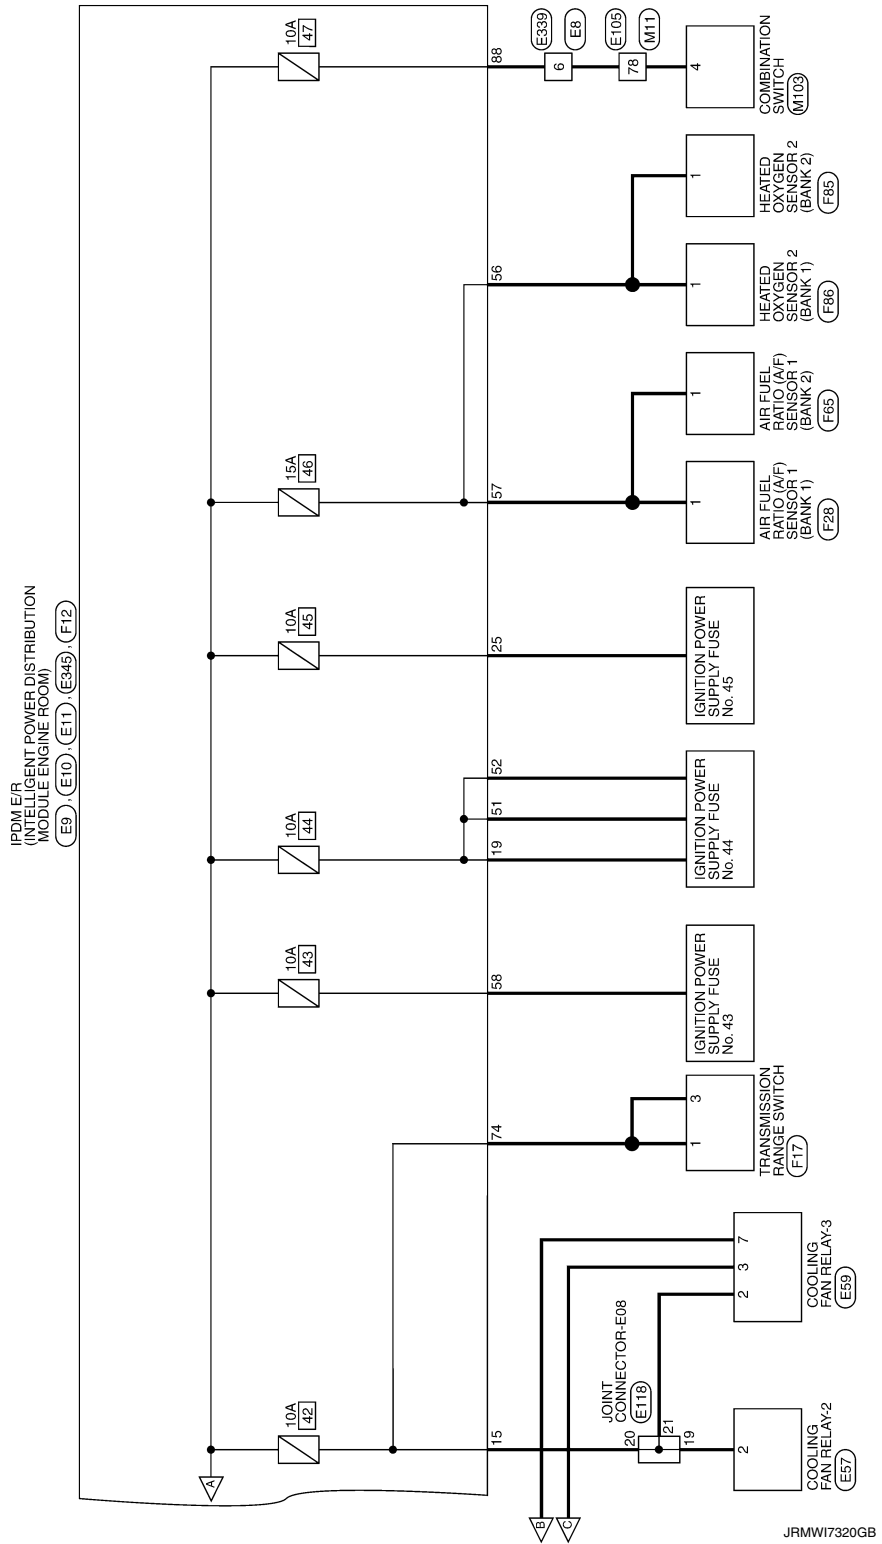 IPDM E/R
(INTELLIGENT POWER DISTRIBUTION
MODULE ENGINE ROOM)
E9 , E10 , E11 , E345 , F12
A
10A
42
10A
43
10A
44
10A
45
15A
46
10A
47
15
74
58
19
51
52
25
57
56
88
E339
E8
6
E105
M11
78
B
C
JOINT
CONNECTOR-E08
E118
20
21
19
2
COOLING
FAN RELAY-2
E57
2
3
7
COOLING
FAN RELAY-3
E59
1
3
TRANSMISSION
RANGE SWITCH
F17
IGNITION POWER
SUPPLY FUSE
No. 43
IGNITION POWER
SUPPLY FUSE
No. 44
IGNITION POWER
SUPPLY FUSE
No. 45
1
AIR FUEL
RATIO (A/F)
SENSOR 1
(BANK 1)
F28
1
AIR FUEL
RATIO (A/F)
SENSOR 1
(BANK 2)
F65
1
HEATED
OXYGEN
SENSOR 2
(BANK 1)
F86
1
HEATED
OXYGEN
SENSOR 2
(BANK 2)
F85
4
COMBINATION
SWITCH
M103
JRMWI7320GB